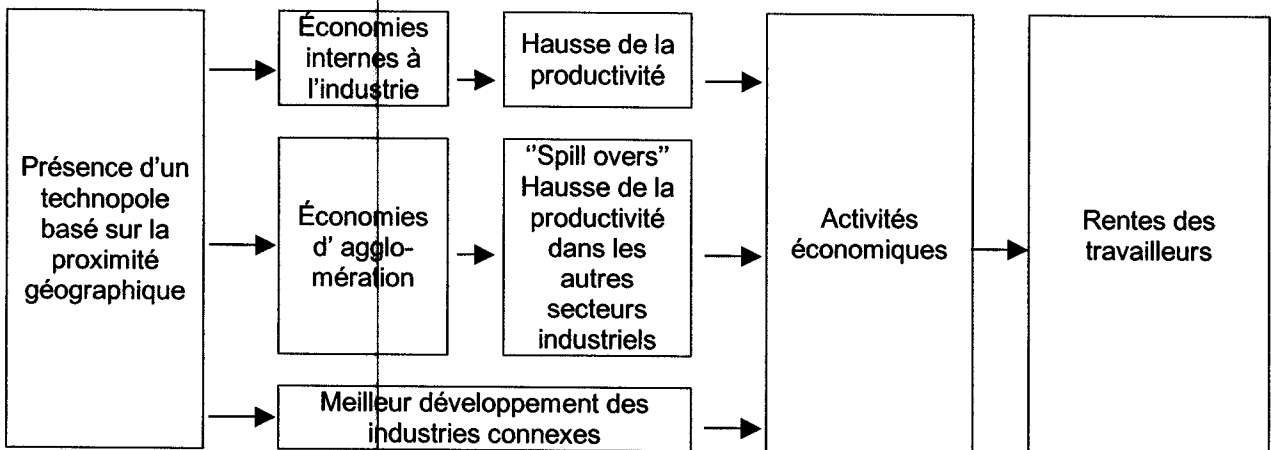 Présence d'un
technopole
basé sur la
proximité
géographique
Économies
internes à
l'industrie
Hausse de la
productivité
Économies
d' agglo-
mération
"Spill overs"
Hausse de la
productivité
dans les
autres
secteurs
industriels
Meilleur développement des
industries connexes
Activités
économiques
Rentes des
travailleurs